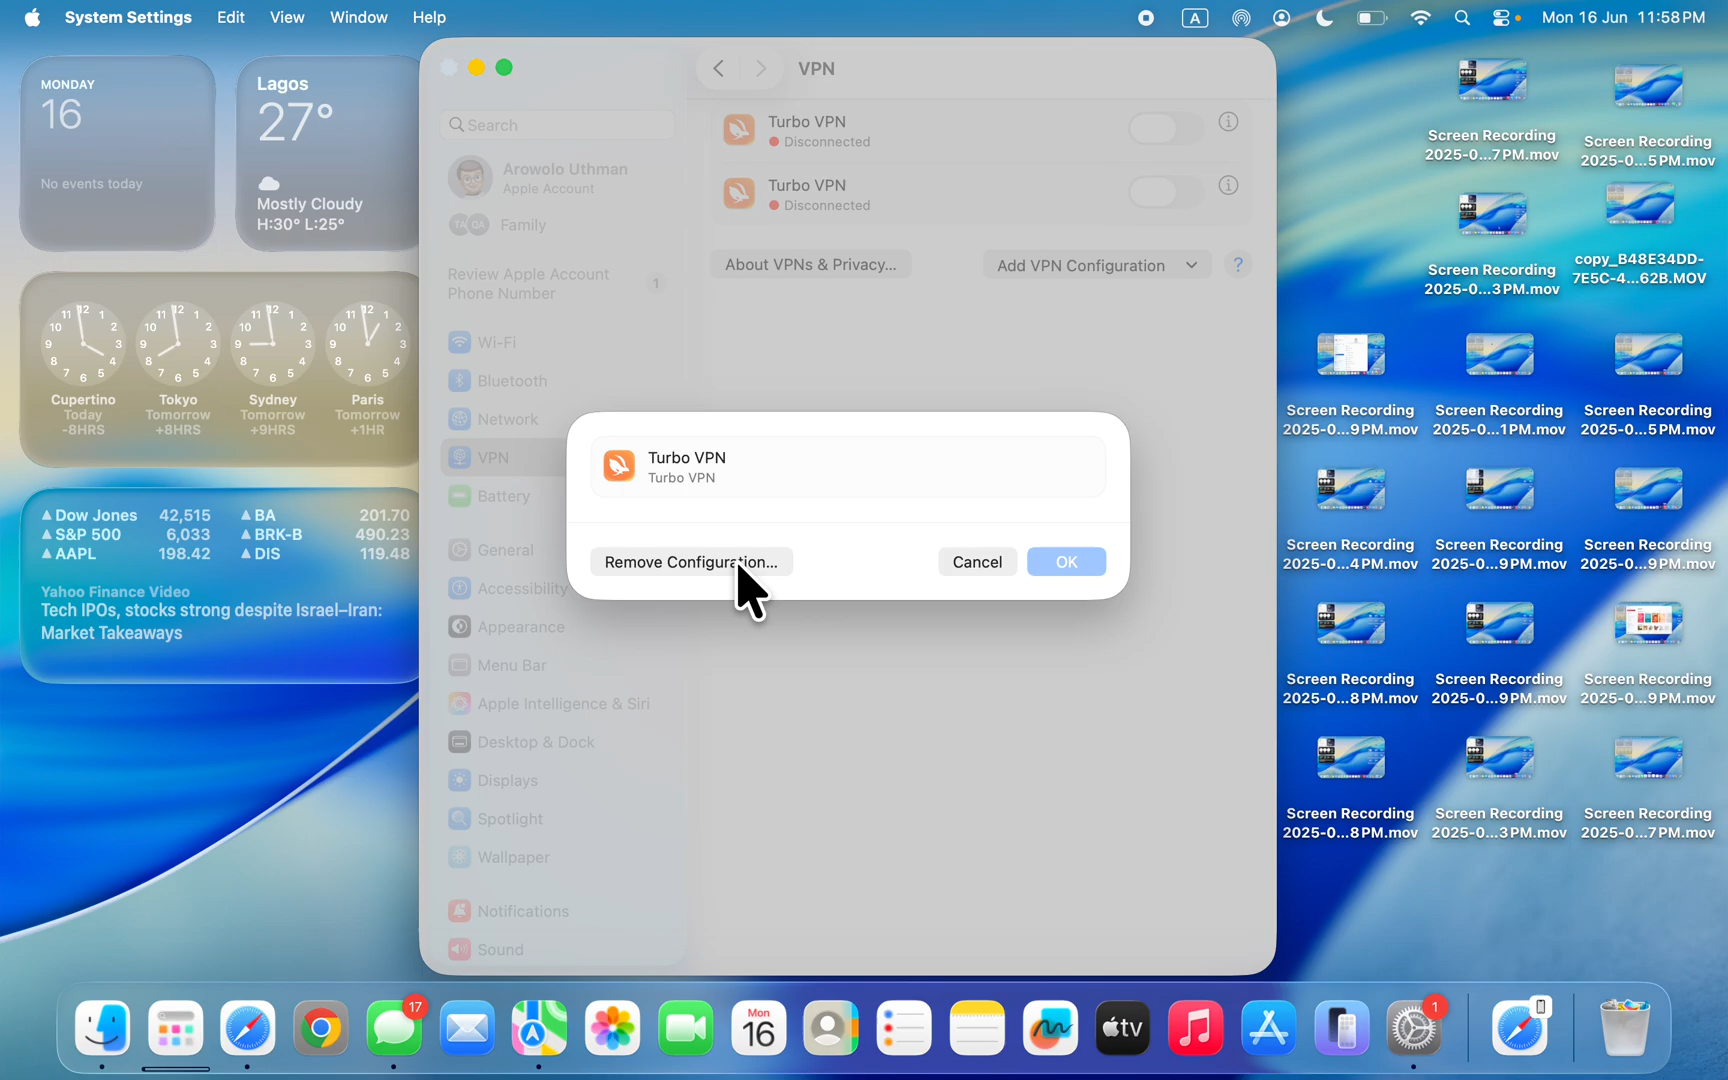 System Settings Edit View Window Help
A
Mon 16 Jun 11:58 PM
MONDAY
16
No events today
Lagos
27°
Mostly Cloudy
H:30° L:25°
Cupertino
Today
-8HRS
Tokyo
Tomorrow
+8HRS
Sydney
Tomorrow
+9HRS
Paris
Tomorrow
+1HR
Dow Jones 42,515
S&P 500 6,033
AAPL 198.42
BA 201.70
BRK-B 490.23
DIS 119.48
Yahoo Finance Video
Tech IPOs, stocks strong despite Israel–Iran:
Market Takeaways
Search
Arowolo Uthman
Apple Account
Family
Review Apple Account
Phone Number
1
Wi-Fi
Bluetooth
Network
VPN
Battery
General
Accessibility
Appearance
Menu Bar
Apple Intelligence & Siri
Desktop & Dock
Displays
Spotlight
Wallpaper
Notifications
Sound
VPN
Turbo VPN
Disconnected
Turbo VPN
Disconnected
About VPNs & Privacy...
Add VPN Configuration
?
Turbo VPN
Turbo VPN
Remove Configuration...
Cancel
OK
Screen Recording
2025-0...7PM.mov
Screen Recording
2025-0...5PM.mov
Screen Recording
2025-0...3PM.mov
copy_B48E34DD-
7E5C-4...62B.MOV
Screen Recording
2025-0...9PM.mov
Screen Recording
2025-0...1PM.mov
Screen Recording
2025-0...5PM.mov
Screen Recording
2025-0...4PM.mov
Screen Recording
2025-0...9PM.mov
Screen Recording
2025-0...9PM.mov
Screen Recording
2025-0...8PM.mov
Screen Recording
2025-0...9PM.mov
Screen Recording
2025-0...9PM.mov
Screen Recording
2025-0...8PM.mov
Screen Recording
2025-0...3PM.mov
Screen Recording
2025-0...7PM.mov
17
Mon
16
tv
1